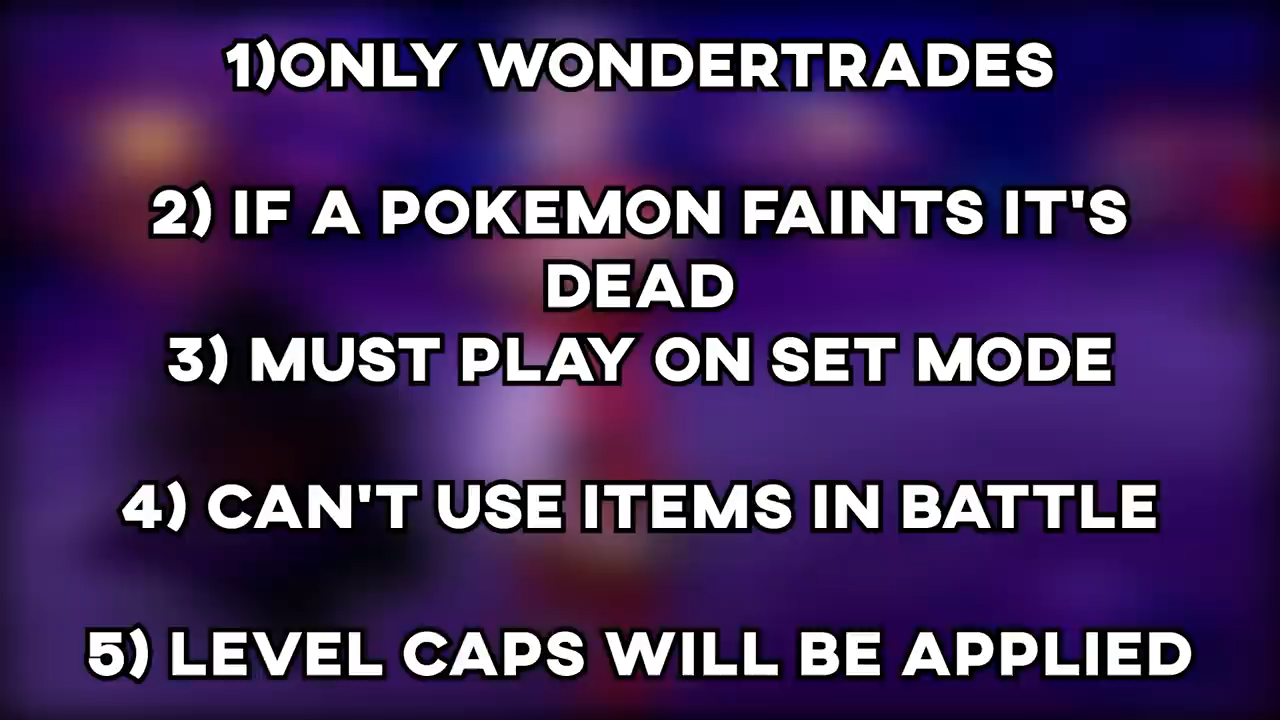 1)ONLY WONDERTRADES
2) IF A POKEMON FAINTS IT'S
DEAD
3) MUST PLAY ON SET MODE
4) CAN'T USE ITEMS IN BATTLE
5) LEVEL CAPS WILL BE APPLIED